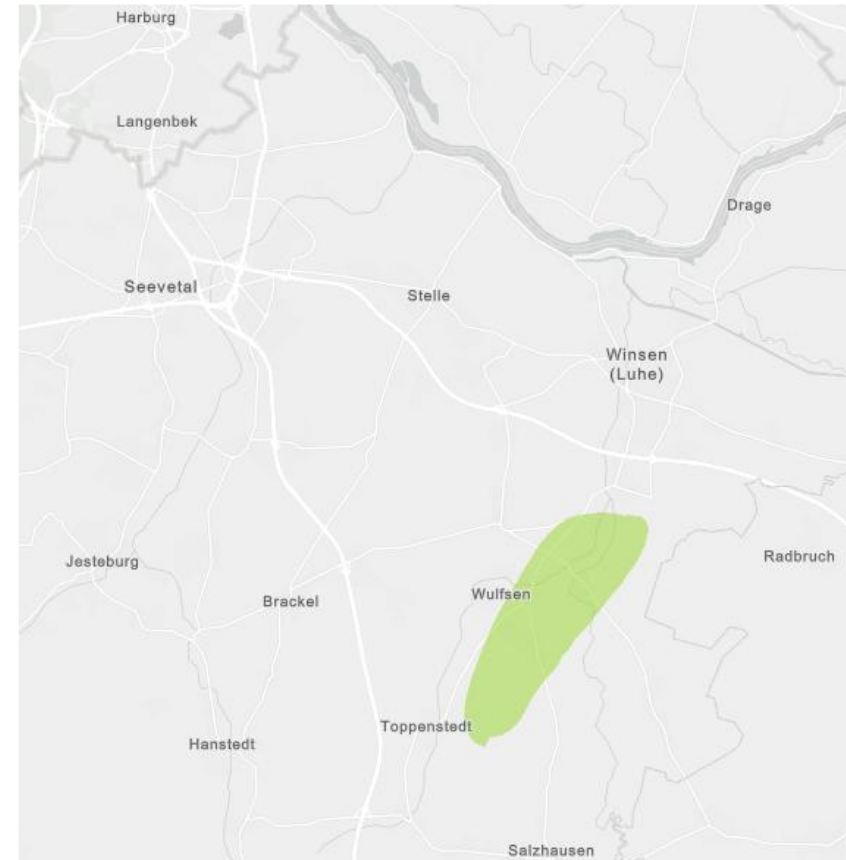 Harburg
Langenbek
Drage
Seevetal
Stelle
Winsen
(Luhe)
Radbruch
Jesteburg
Wulfsen
Brackel
Toppenstedt
Hanstedt
Salzhausen